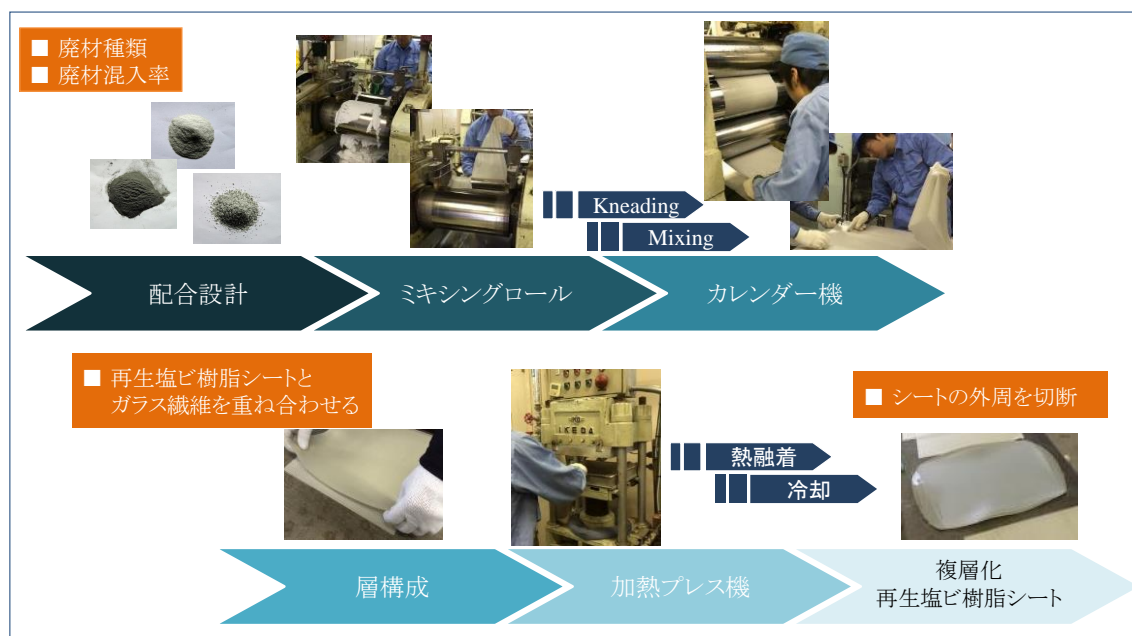 ■ 廃材種類
■ 廃材混入率
Kneading
Mixing
配合設計
ミキシングロール
カレンダー機
■ 再生塩ビ樹脂シートと
ガラス繊維を重ね合わせる
IKEDA
■ シートの外周を切断
熱融着
冷却
層構成
加熱プレス機
複層化
再生塩ビ樹脂シート